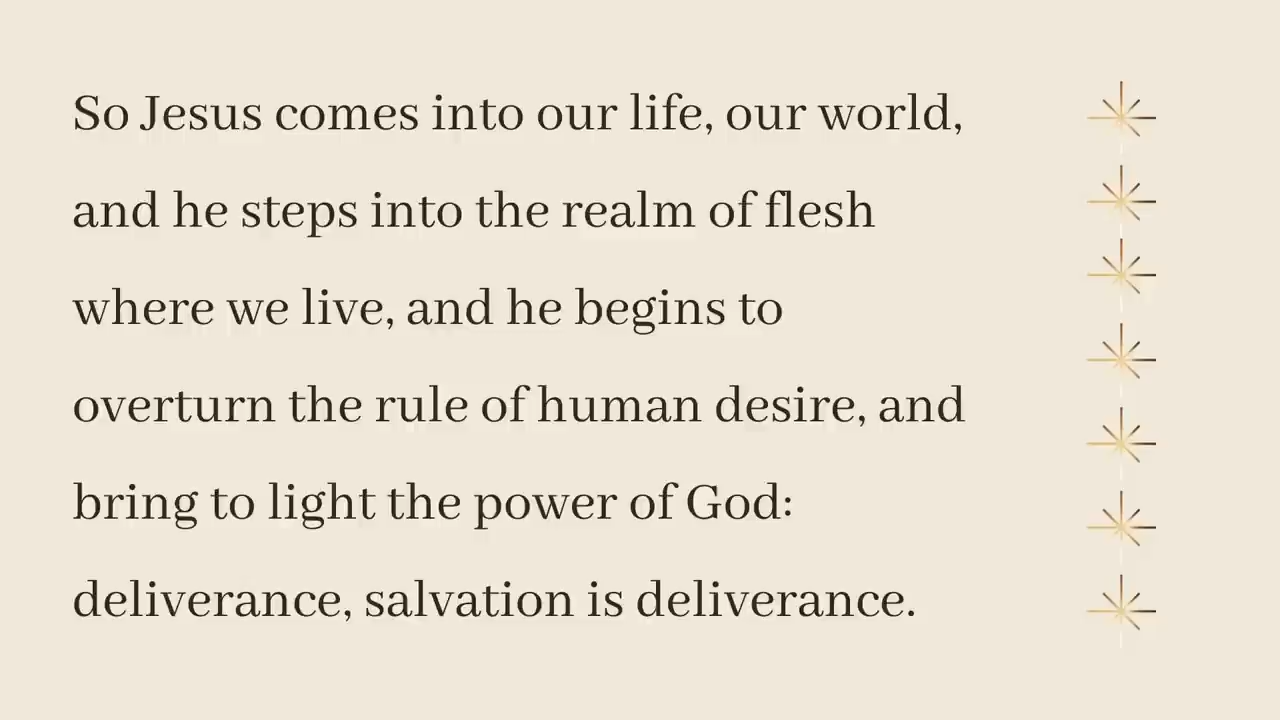 So Jesus comes into our life, our world,
and he steps into the realm of flesh
where we live, and he begins to
overturn the rule of human desire, and
bring to light the power of God:
deliverance, salvation is deliverance.